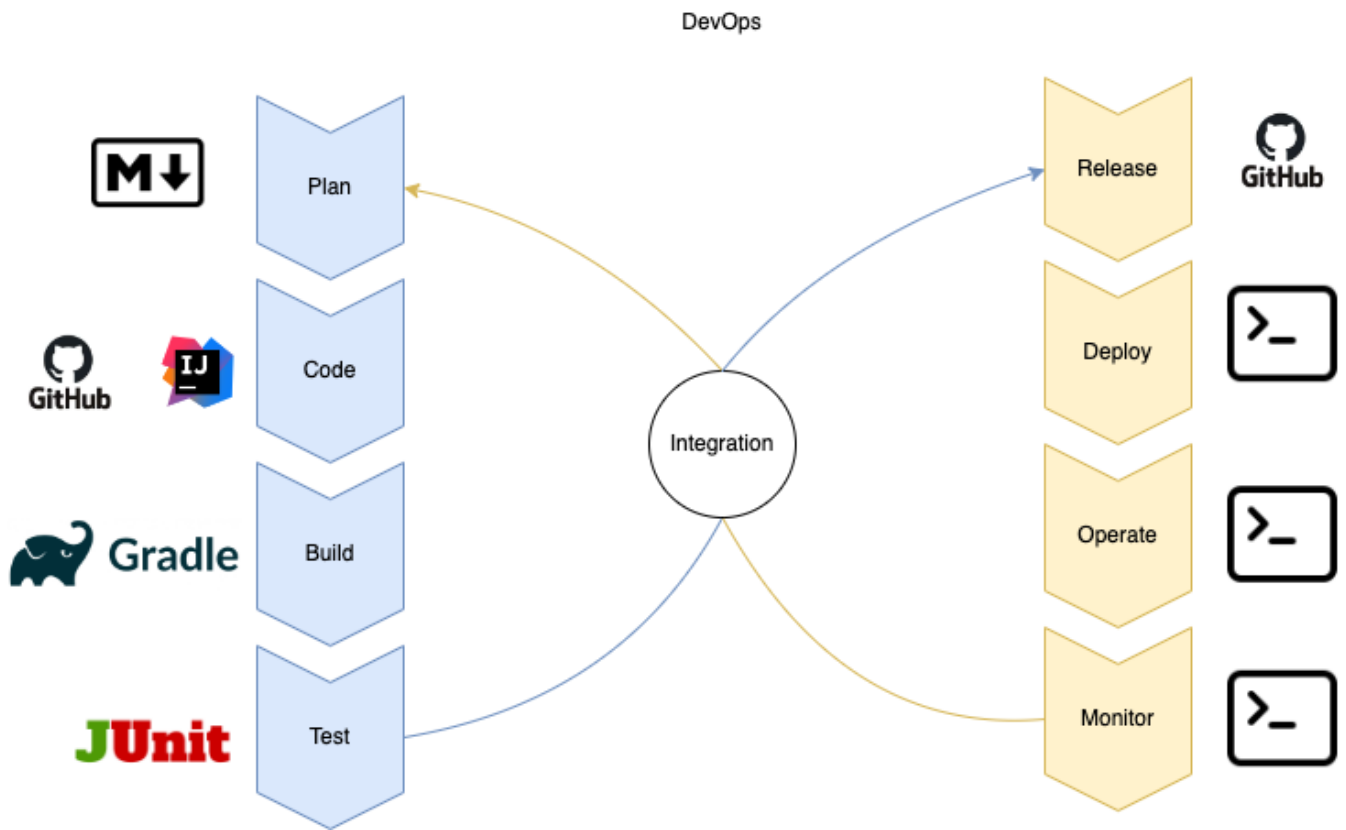 DevOps
M
Plan
Release
GitHub
GitHub
IJ
Code
Deploy
>_
Integration
Gradle
Build
Operate
>_
JUnit
Test
Monitor
>_